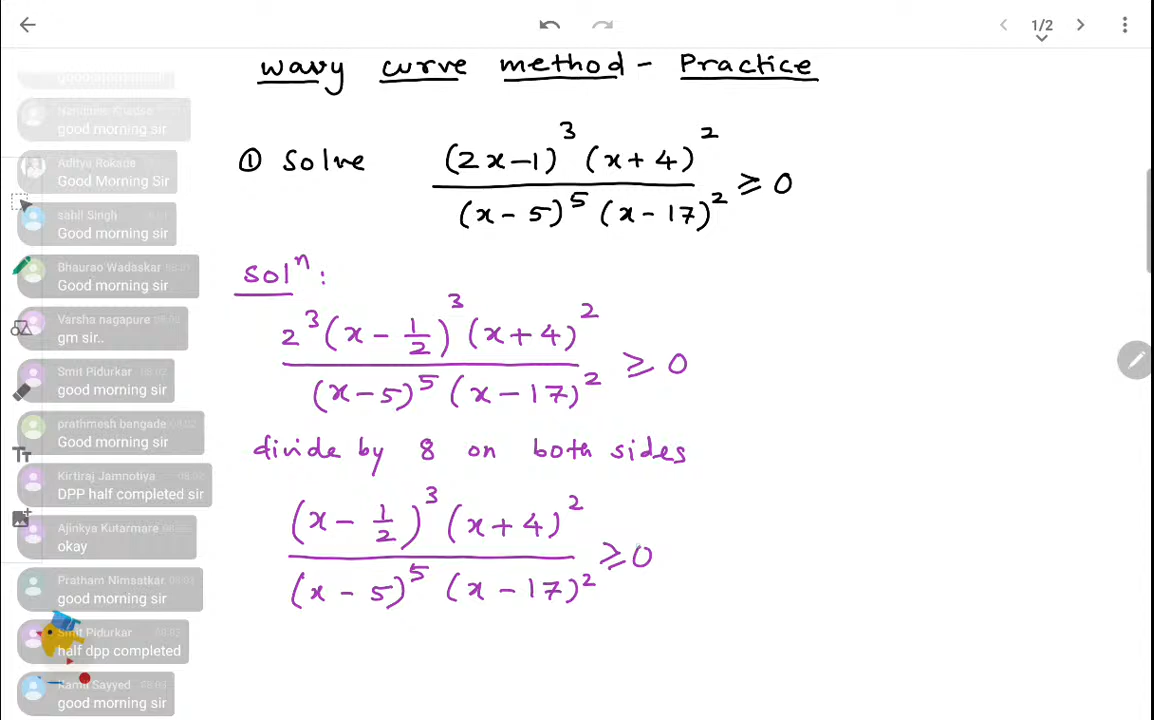 1/2
wavy curve method - Practice
① Solve (2x-1)^3 (x+4)^2 / (x-5)^5 (x-17)^2 ≥ 0
solⁿ:
2^3 (x - 1/2)^3 (x+4)^2 / (x-5)^5 (x-17)^2 ≥ 0
divide by 8 on both sides
(x - 1/2)^3 (x+4)^2 / (x-5)^5 (x-17)^2 ≥ 0
good morning sir
Aditya Rokade
Good Morning Sir
sahil Singh
Good morning sir
Bhaurao Wadaskar
Good morning sir
Varsha nagapure
gm sir..
Smit Pidurkar
good morning sir
prathmesh bangade
Good morning sir
Kirtiraj Jamnotiya
DPP half completed sir
Ajinkya Kutarmare
okay
Pratham Nimsatkar
good morning sir
Smit Pidurkar
half dpp completed
Sayyed
good morning sir
Tт